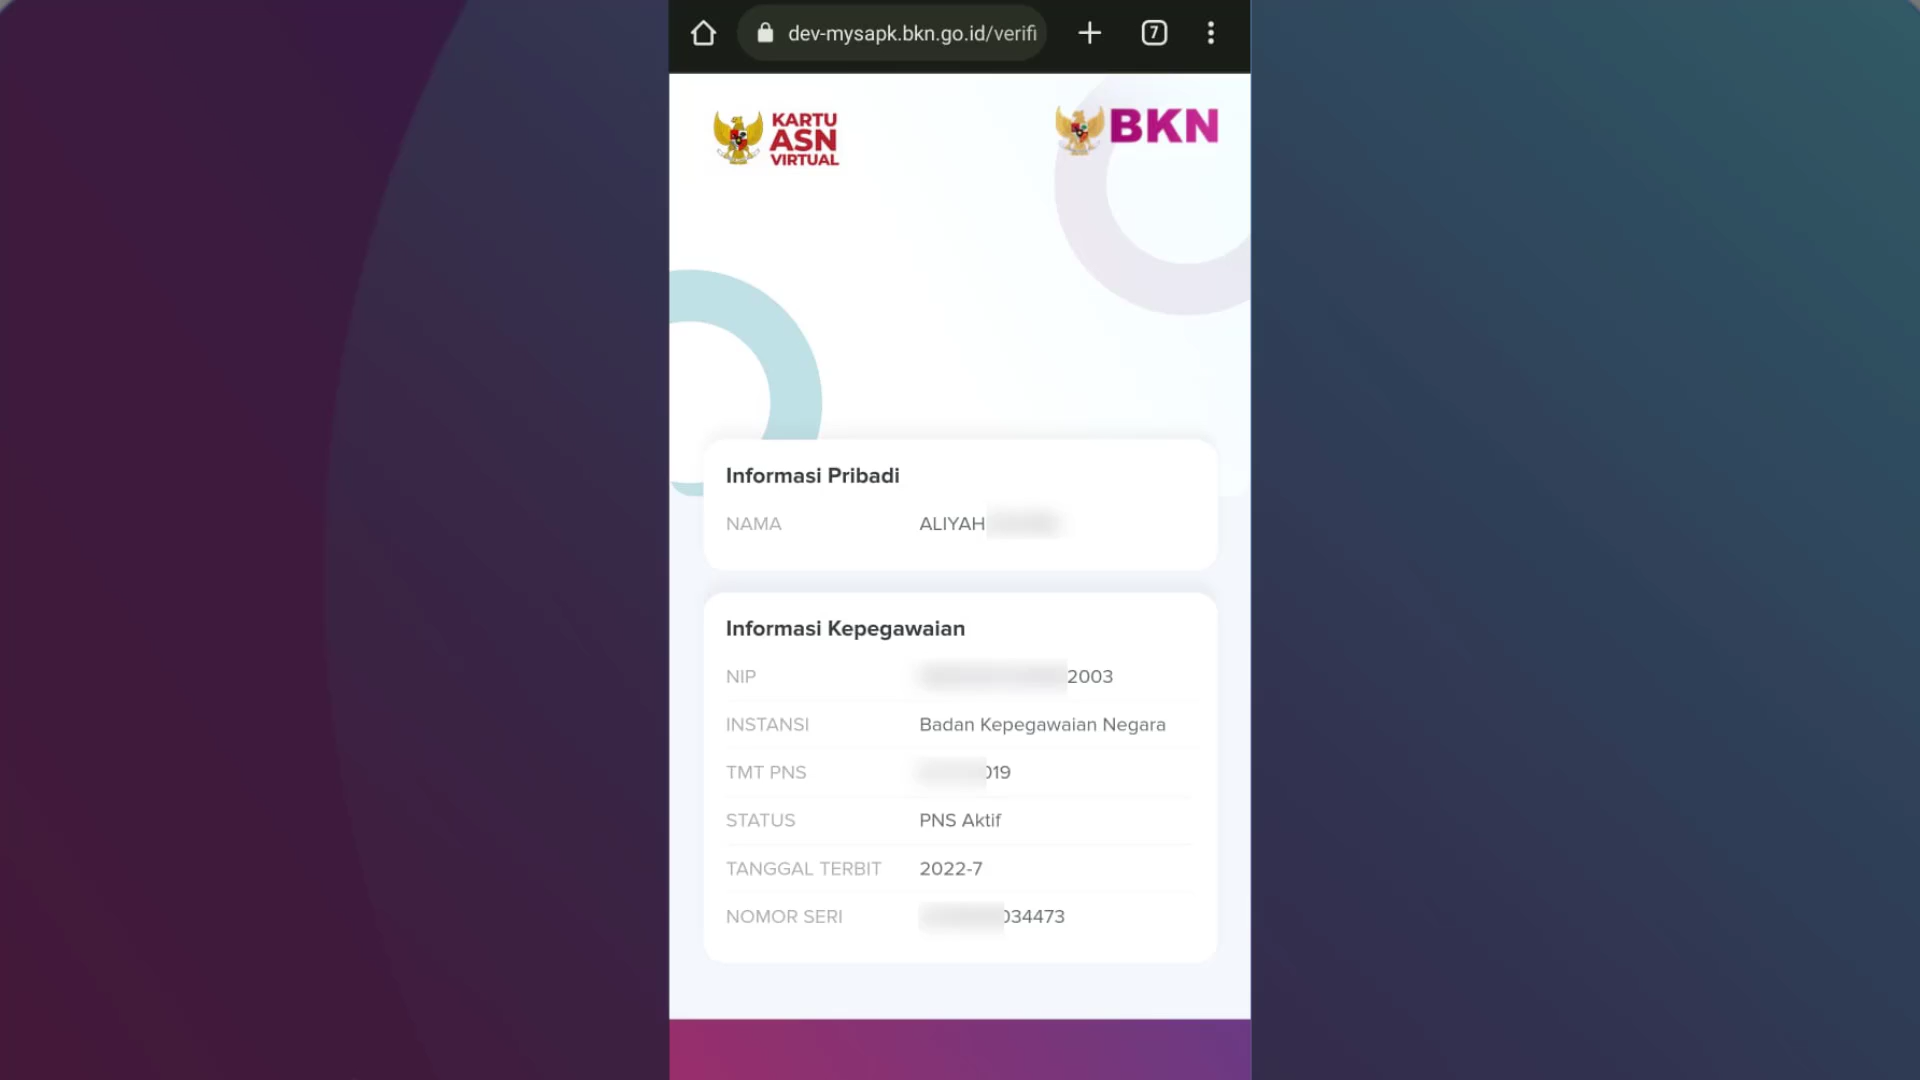 dev-mysapk.bkn.go.id/verifi
7
KARTU
ASN
VIRTUAL
BKN
Informasi Pribadi
NAMA ALIYAH
Informasi Kepegawaian
NIP 2003
INSTANSI Badan Kepegawaian Negara
TMT PNS 019
STATUS PNS Aktif
TANGGAL TERBIT 2022-7
NOMOR SERI 034473